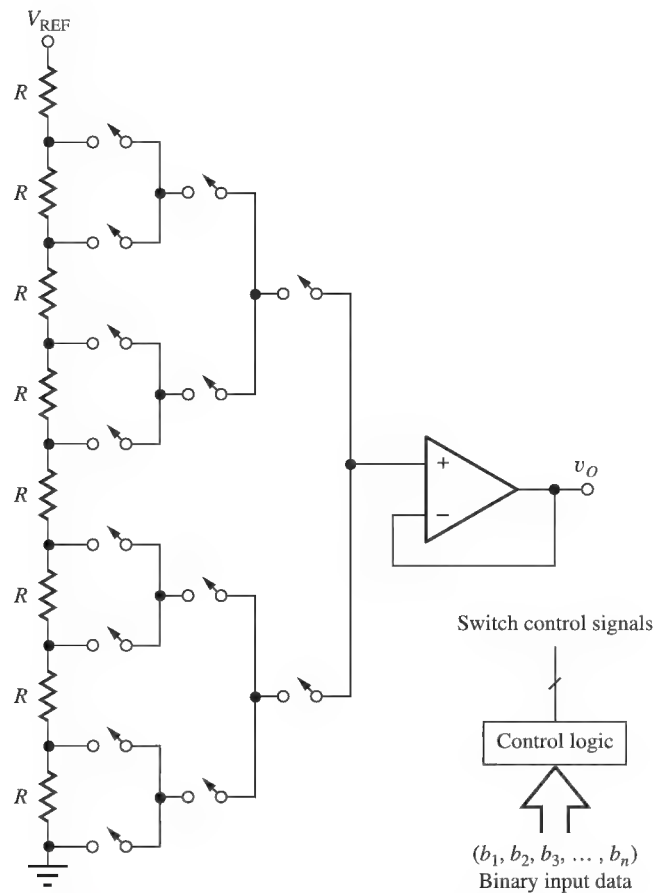 V_REF
R
R
R
R
R
R
R
R
+
−
v_O
Switch control signals
Control logic
(b_1, b_2, b_3, … , b_n)
Binary input data